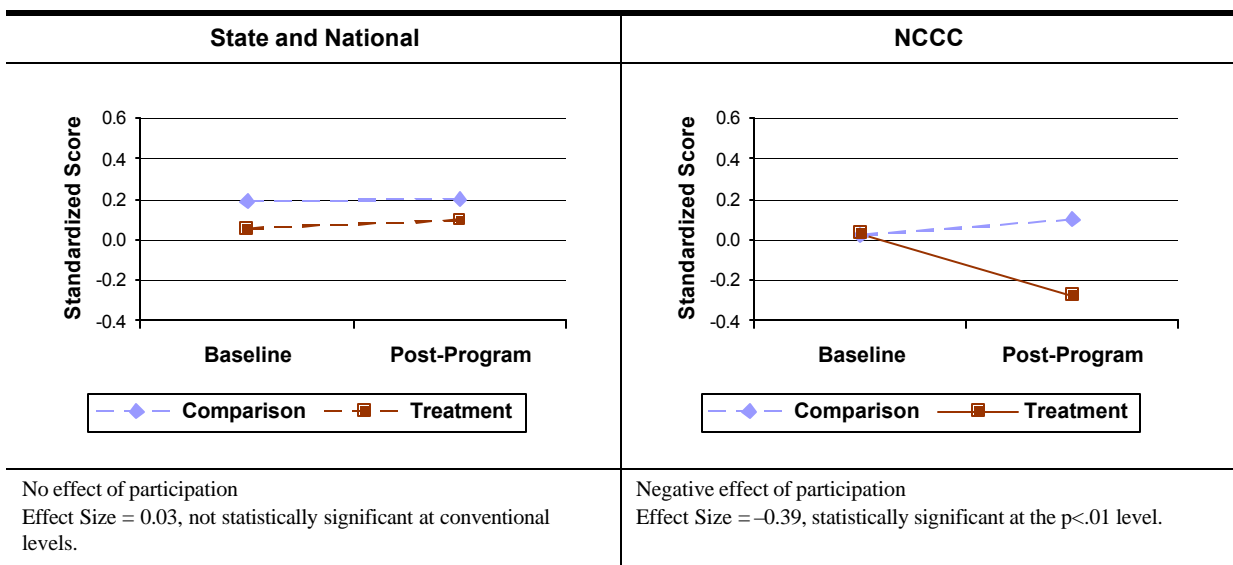 State and National
NCCC
Standardized Score
0.6
0.4
0.2
0.0
-0.2
-0.4
Baseline
Post-Program
Comparison
Treatment
Standardized Score
0.6
0.4
0.2
0.0
-0.2
-0.4
Baseline
Post-Program
Comparison
Treatment
No effect of participation
Effect Size = 0.03, not statistically significant at conventional
levels.
Negative effect of participation
Effect Size = –0.39, statistically significant at the p<.01 level.